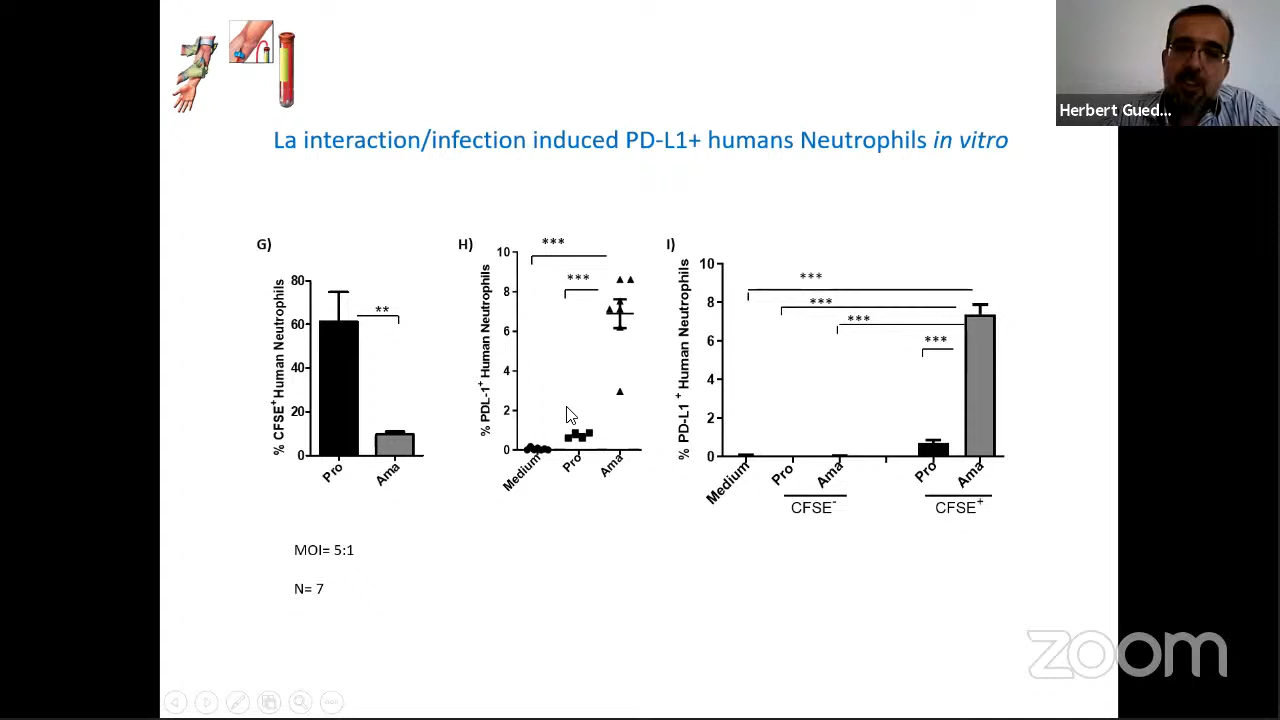 Herbert Gued...
La interaction/infection induced PD-L1+ humans Neutrophils in vitro
G)
% CFSE+ Human Neutrophils
80
60
40
20
0
**
Pro
Ama
H)
% PDL-1+ Human Neutrophils
10
8
6
4
2
0
***
***
Medium
Pro
Ama
I)
% PD-L1 + Human Neutrophils
10
8
6
4
2
0
***
***
***
***
Medium
Pro
Ama
Pro
Ama
CFSE-
CFSE+
MOI= 5:1
N= 7
zoom